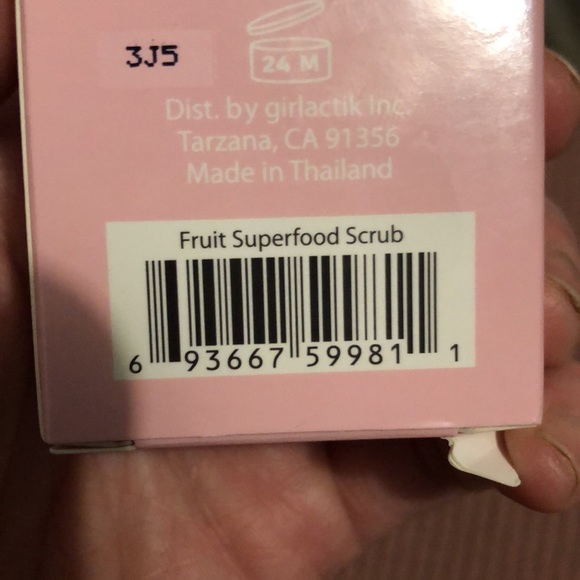 3J5
24 M
Dist. by girlactik Inc.
Tarzana, CA 91356
Made in Thailand
Fruit Superfood Scrub
6 93667 59981 1